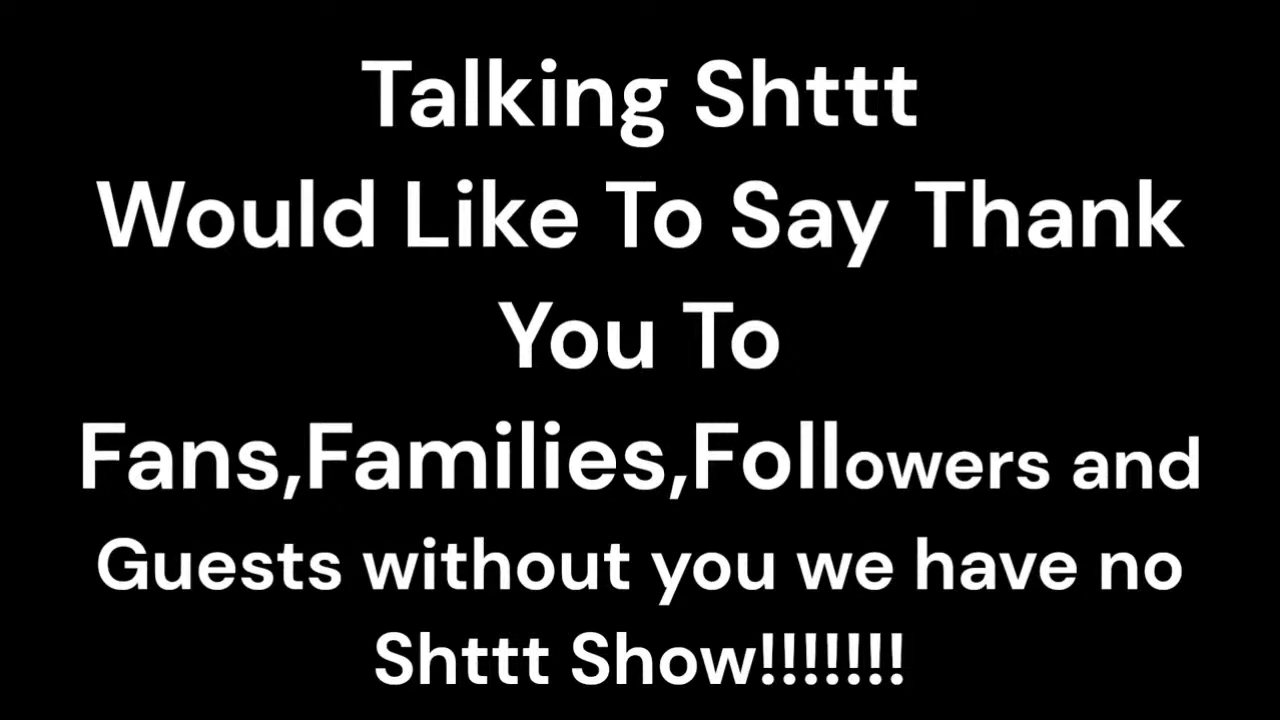 Talking Shttt
Would Like To Say Thank
You To
Fans,Families,Followers and
Guests without you we have no
Shttt Show!!!!!!!